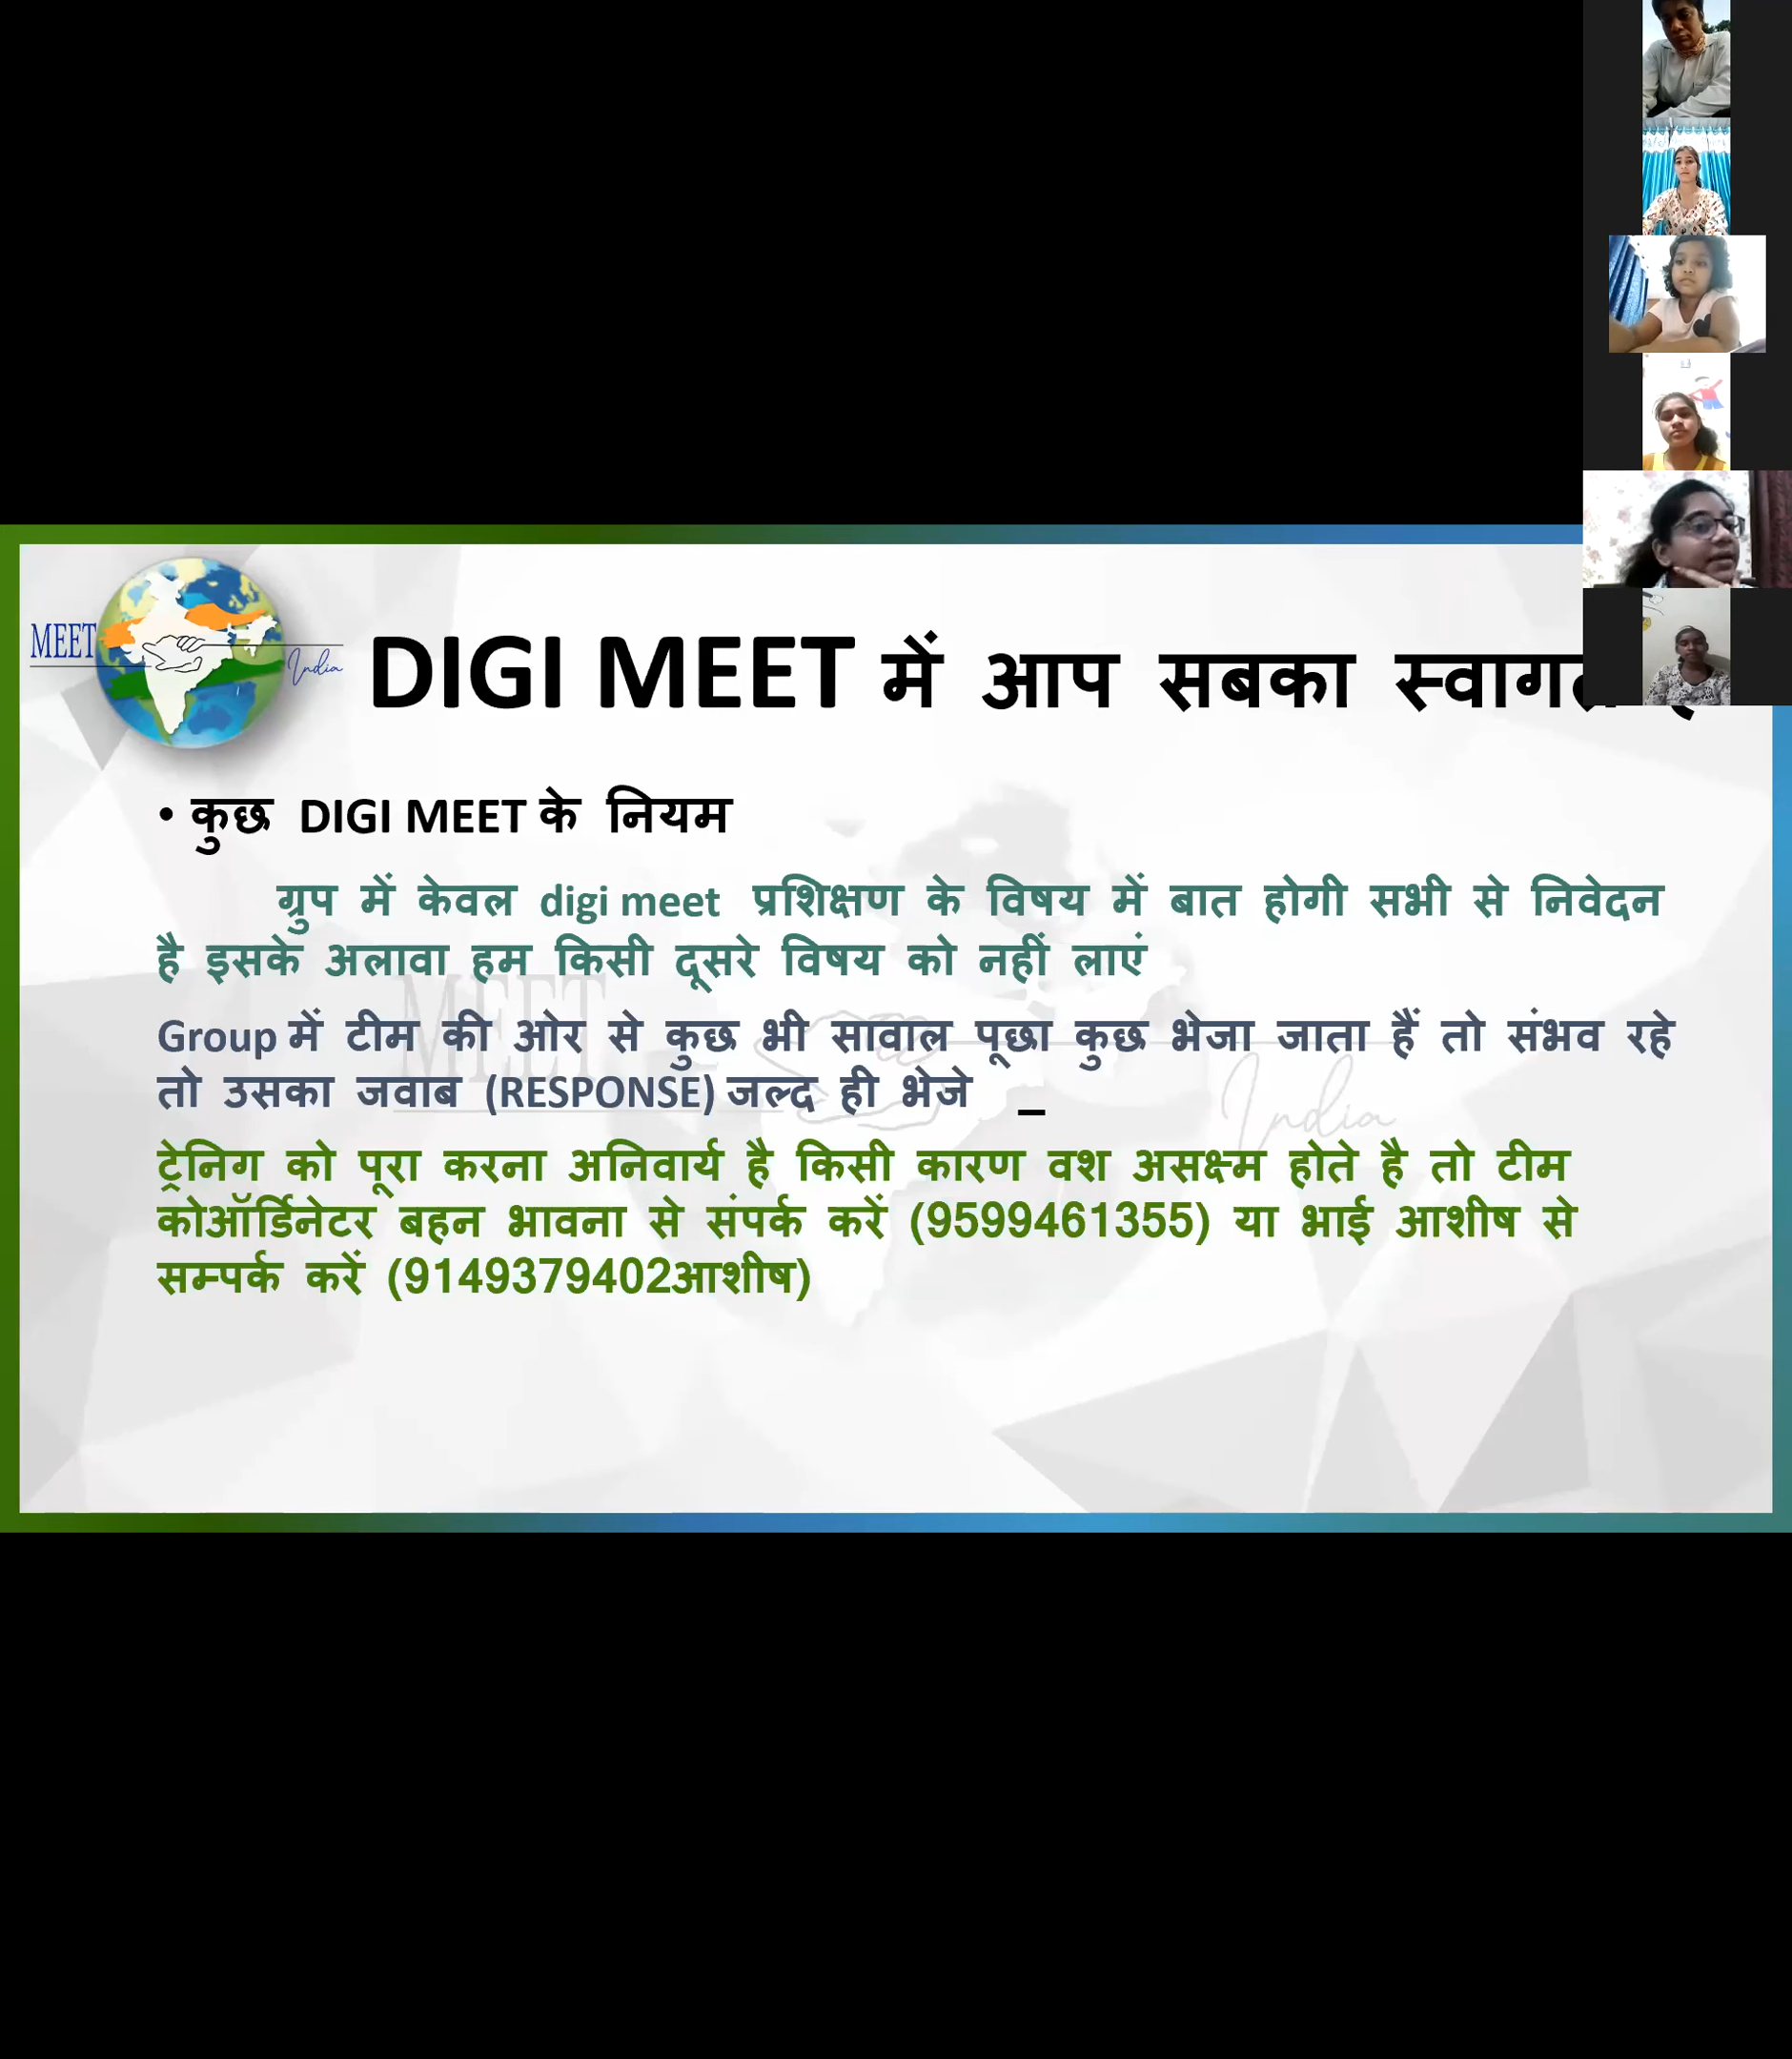 MEET
India
DIGI MEET में आप सबका
• कुछ DIGI MEET के नियम
ग्रुप में केवल digi meet प्रशिक्षण के विषय में बात होगी सभी से निवेदन
है इसके अलावा हम किसी दूसरे विषय को नहीं लाएं
Group में टीम की ओर से कुछ भी सावाल पूछा कुछ भेजा जाता हैं तो संभव रहे
तो उसका जवाब (RESPONSE) जल्द ही भेजे _
ट्रेनिग को पूरा करना अनिवार्य है किसी कारण वश असक्ष्म होते है तो टीम
कोऑर्डिनेटर बहन भावना से संपर्क करें (9599461355) या भाई आशीष से
सम्पर्क करें (9149379402आशीष)
MEET
India